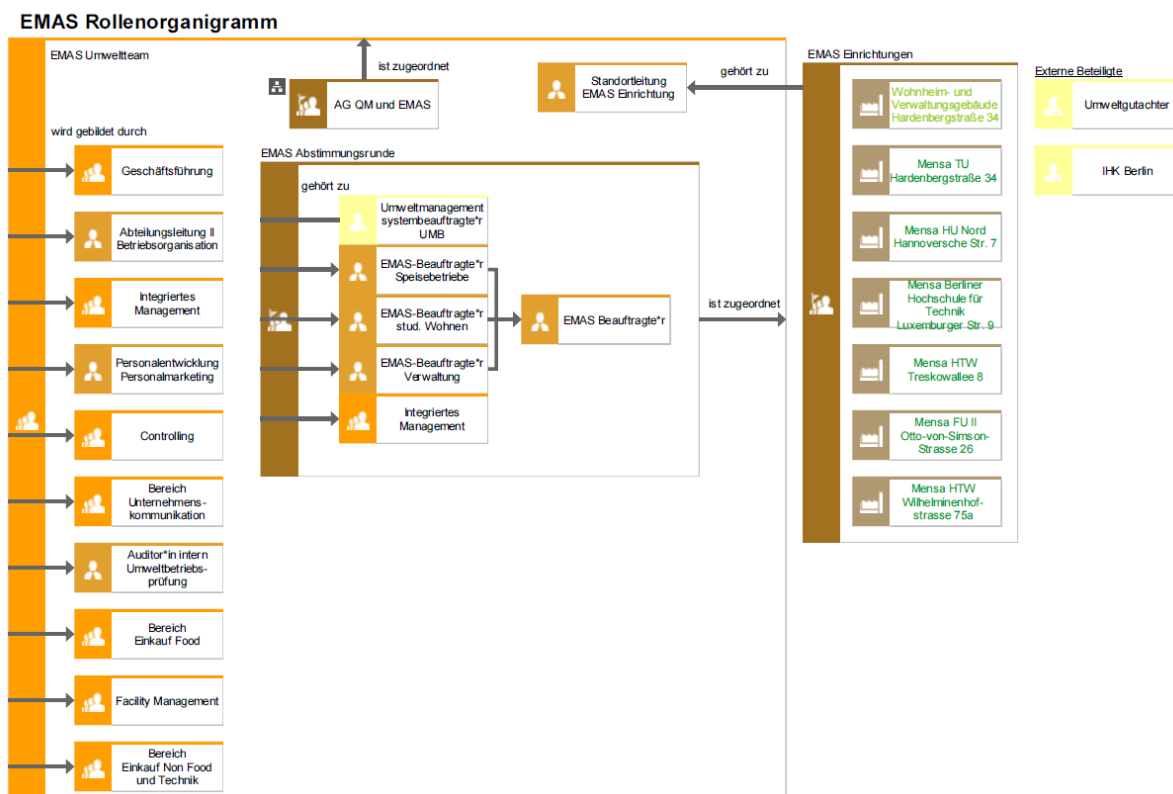 EMAS Rollenorganigramm
EMAS Umweltteam
wird gebildet durch
Geschäftsführung
Abteilungsleitung II
Betriebsorganisation
Integriertes
Management
Personalentwicklung
Personalmarketing
Controlling
Bereich
Unternehmens-
kommunikation
Auditor*in intern
Umweltbetriebs-
prüfung
Bereich
Einkauf Food
Facility Management
Bereich
Einkauf Non Food
und Technik
ist zugeordnet
AG QM und EMAS
EMAS Abstimmungsrunde
gehört zu
Umweltmanagement
systembeauftragte*r
UMB
EMAS-Beauftragte*r
Speisebetriebe
EMAS-Beauftragte*r
stud. Wohnen
EMAS-Beauftragte*r
Verwaltung
Integriertes
Management
EMAS Beauftragte*r
ist zugeordnet
Standortleitung
EMAS Einrichtung
gehört zu
EMAS Einrichtungen
Wohnheim- und
Verwaltungsgebäude
Hardenbergstraße 34
Mensa TU
Hardenbergstraße 34
Mensa HU Nord
Hannoversche Str. 7
Mensa Berliner
Hochschule für
Technik
Luxemburger Str. 9
Mensa HTW
Treskowallee 8
Mensa FU II
Otto-von-Simson-
Strasse 26
Mensa HTW
Wilhelminenhof-
strasse 75a
Externe Beteiligte
Umweltgutachter
IHK Berlin